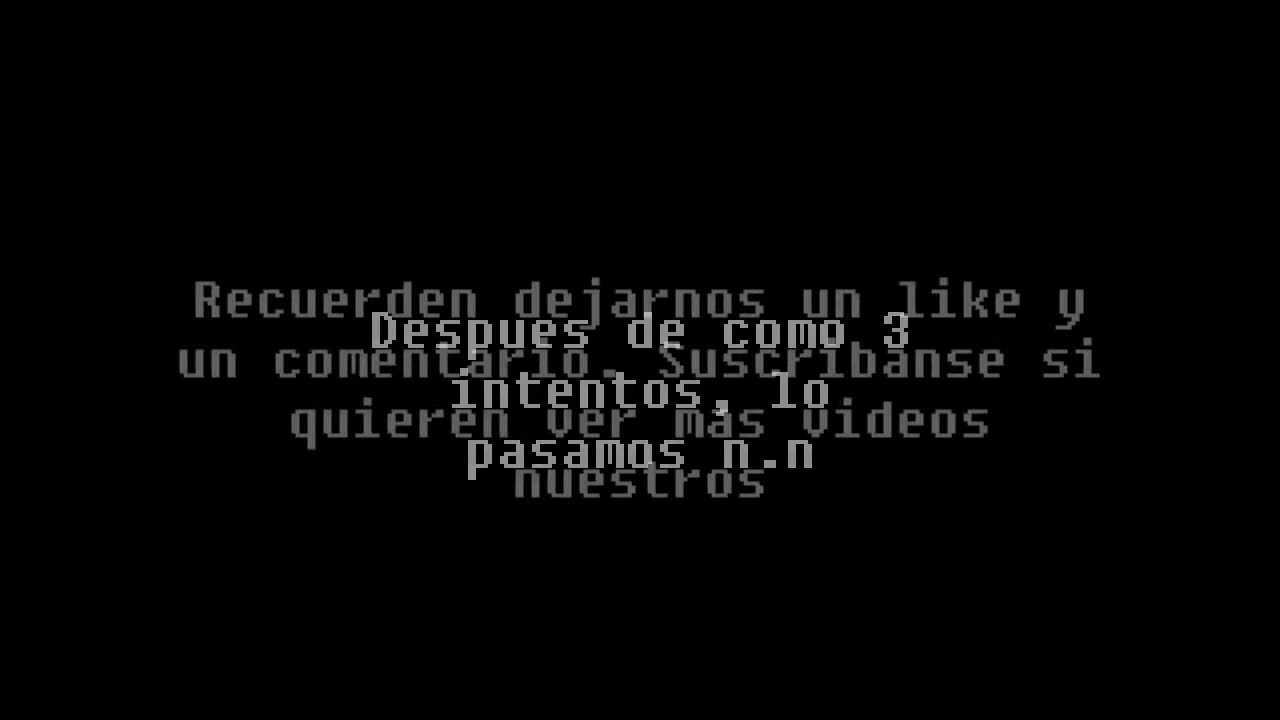 Recuerden dejarnos un like y
un comentario. Suscribanse si
quieren ver mas videos
nuestros
Despues de como 3
intentos, lo
pasamos n.n